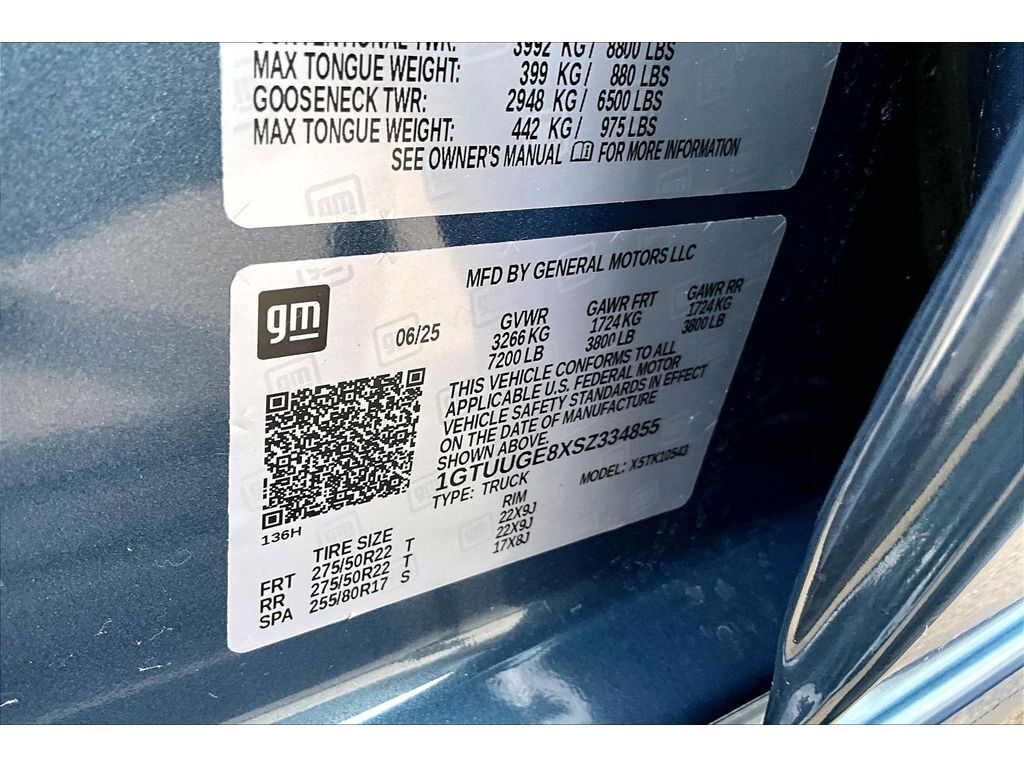 CONVENTIONAL TWR: 3992 KG/ 8800 LBS
MAX TONGUE WEIGHT: 399 KG/ 880 LBS
GOOSENECK TWR: 2948 KG/ 6500 LBS
MAX TONGUE WEIGHT: 442 KG/ 975 LBS
SEE OWNER'S MANUAL FOR MORE INFORMATION
gm
MFD BY GENERAL MOTORS LLC
06/25
GVWR GAWR FRT GAWR RR
3266 KG 1724 KG 1724 KG
7200 LB 3800 LB 3800 LB
THIS VEHICLE CONFORMS TO ALL
APPLICABLE U.S. FEDERAL MOTOR
VEHICLE SAFETY STANDARDS IN EFFECT
ON THE DATE OF MANUFACTURE
SHOWN ABOVE.
1GTUUGE8XSZ334855
TYPE: TRUCK MODEL: X5TK10543
136H
TIRE SIZE RIM
FRT 275/50R22 T 22X9J
RR 275/50R22 T 22X9J
SPA 255/80R17 S 17X8J